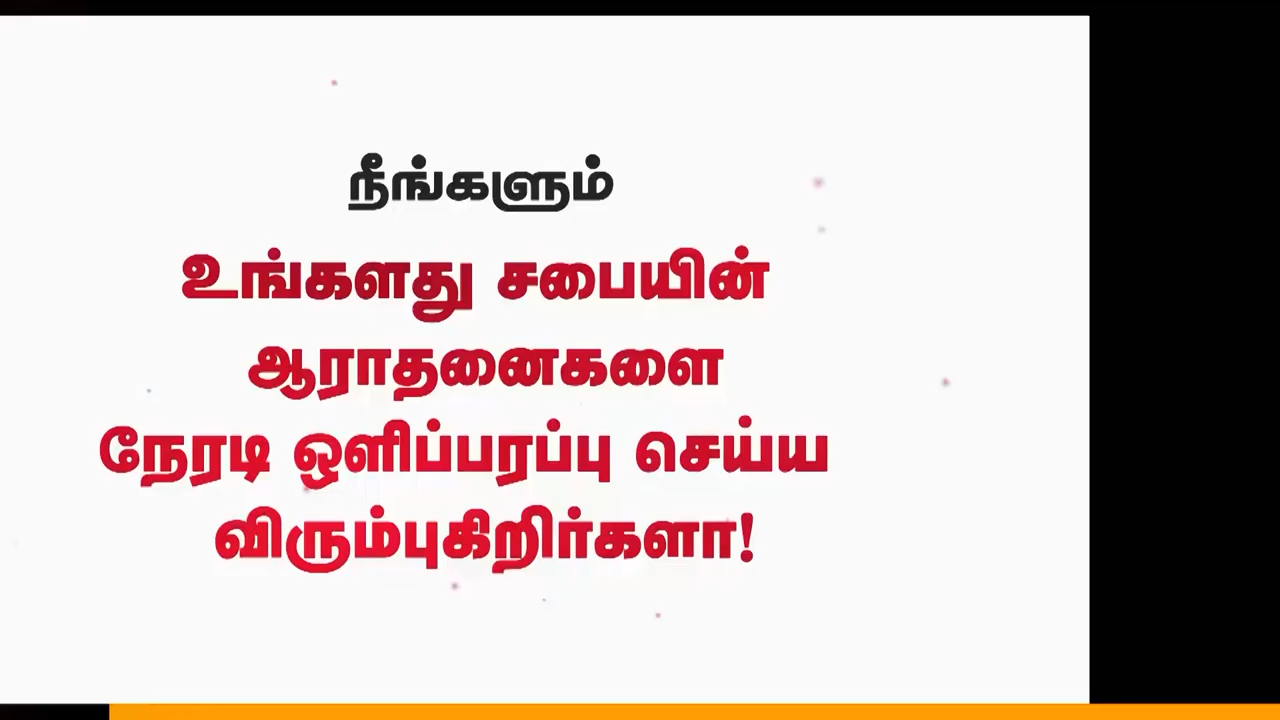 நீங்களும்
உங்களது சபையின்
ஆராதனைகளை
நேரடி ஒளிப்பரப்பு செய்ய
விரும்புகிறிர்களா!